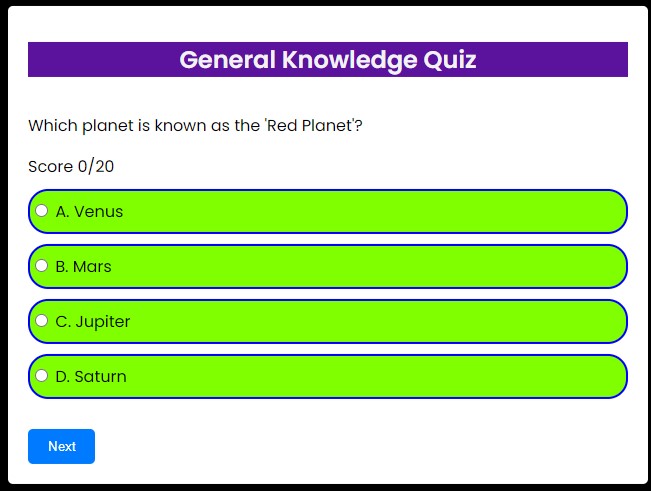 General Knowledge Quiz
Which planet is known as the 'Red Planet'?
Score 0/20
A. Venus
B. Mars
C. Jupiter
D. Saturn
Next